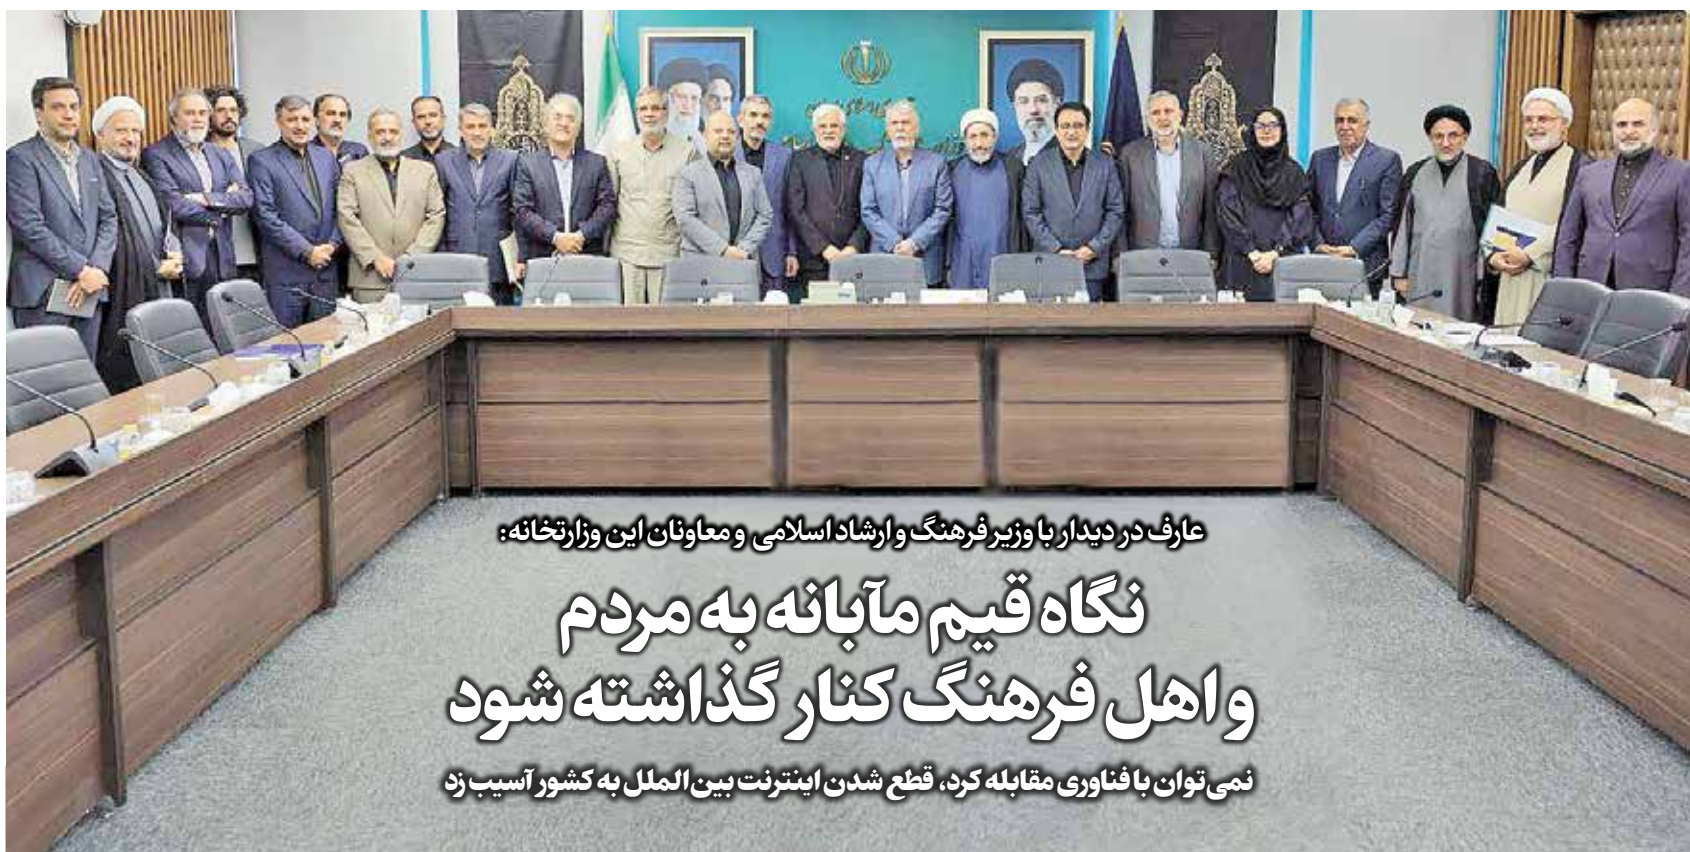 عارف در دیدار با وزیر فرهنگ و ارشاد اسلامی و معاونان این وزارتخانه:
نگاه قیم مآبانه به مردم
و اهل فرهنگ کنار گذاشته شود
نمی‌توان با فناوری مقابله کرد، قطع شدن اینترنت بین‌الملل به کشور آسیب زد